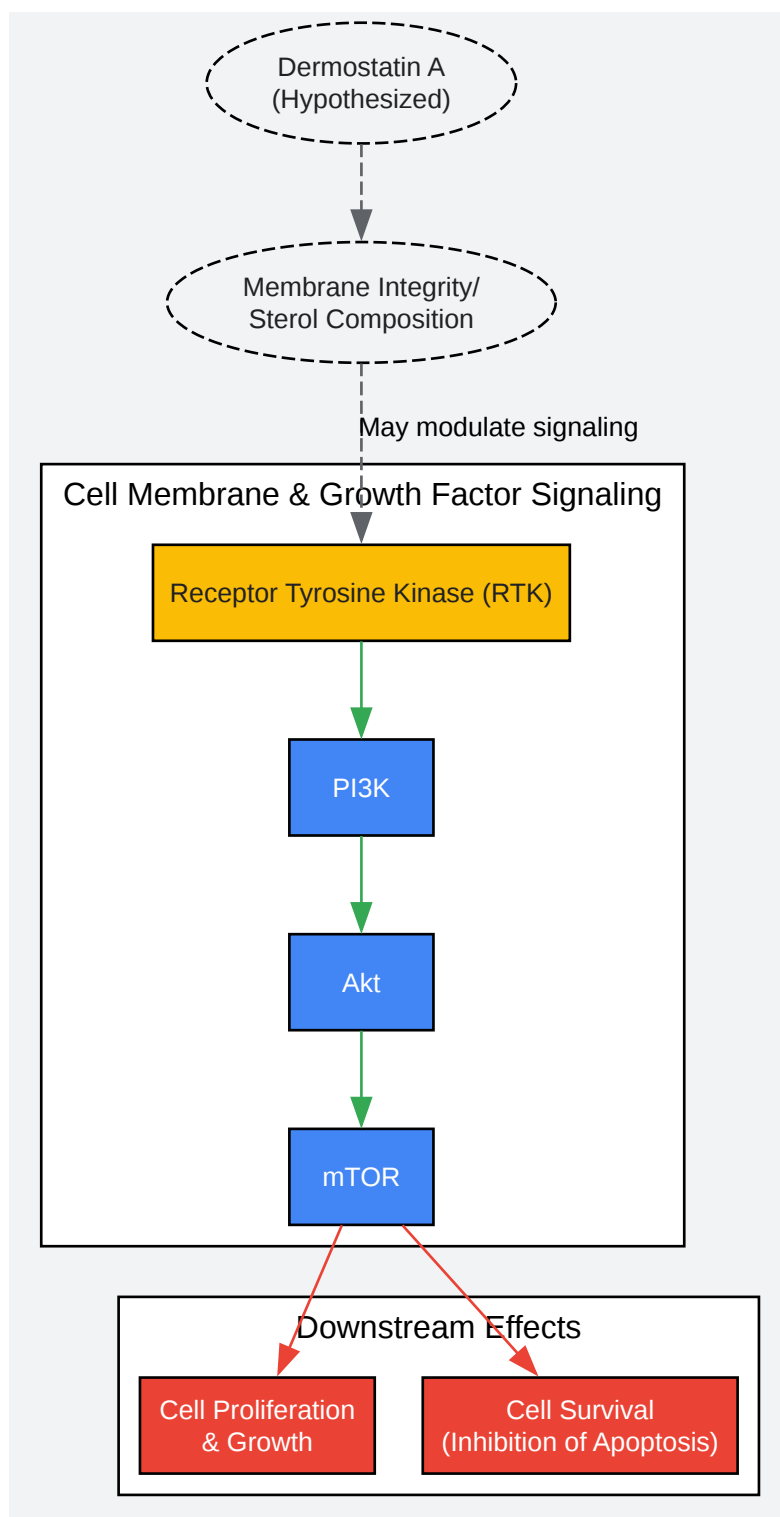 Dermostatin A
(Hypothesized)
Membrane Integrity/
Sterol Composition
May modulate signaling
Cell Membrane & Growth Factor Signaling
Receptor Tyrosine Kinase (RTK)
PI3K
Akt
mTOR
Downstream Effects
Cell Proliferation
& Growth
Cell Survival
(Inhibition of Apoptosis)